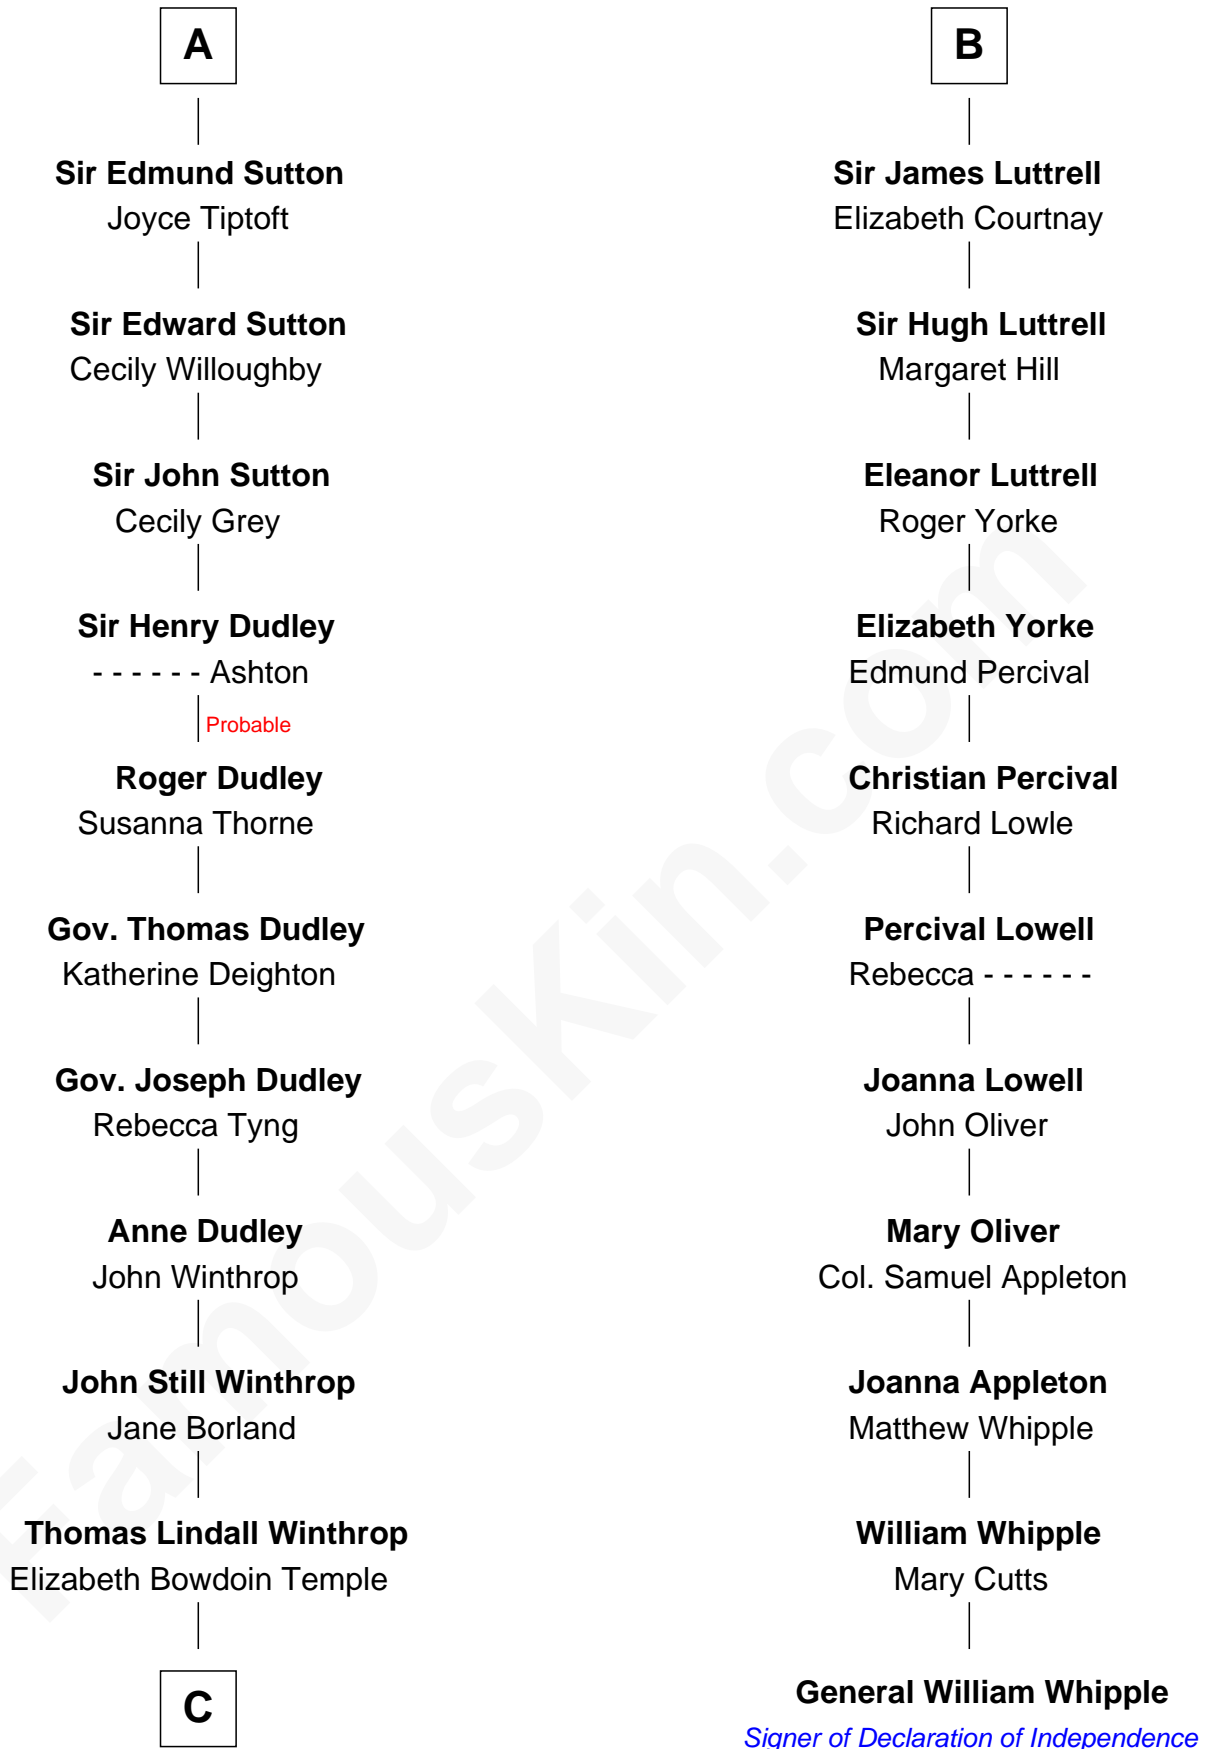 A
Sir Edmund Sutton
Joyce Tiptoft
Sir Edward Sutton
Cecily Willoughby
Sir John Sutton
Cecily Grey
Sir Henry Dudley
- - - - - - Ashton
Probable
Roger Dudley
Susanna Thorne
Gov. Thomas Dudley
Katherine Deighton
Gov. Joseph Dudley
Rebecca Tyng
Anne Dudley
John Winthrop
John Still Winthrop
Jane Borland
Thomas Lindall Winthrop
Elizabeth Bowdoin Temple
C
B
Sir James Luttrell
Elizabeth Courtnay
Sir Hugh Luttrell
Margaret Hill
Eleanor Luttrell
Roger Yorke
Elizabeth Yorke
Edmund Percival
Christian Percival
Richard Lowle
Percival Lowell
Rebecca - - - - - -
Joanna Lowell
John Oliver
Mary Oliver
Col. Samuel Appleton
Joanna Appleton
Matthew Whipple
William Whipple
Mary Cutts
General William Whipple
Signer of Declaration of Independence
FamousKin.com